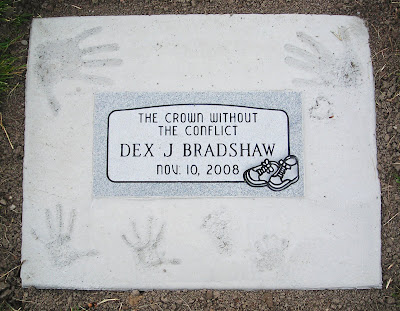 THE CROWN WITHOUT
THE CONFLICT
DEX J BRADSHAW
NOV. 10, 2008